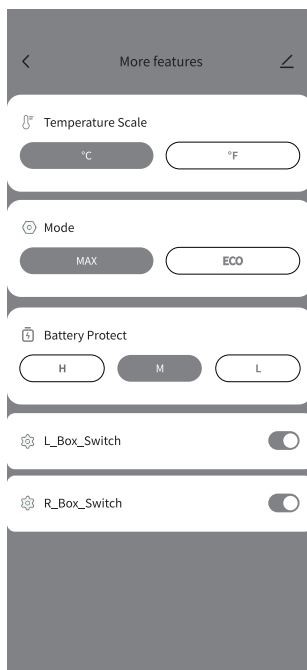 More features
Temperature Scale
°C °F
Mode
MAX ECO
Battery Protect
H M L
L_Box_Switch
R_Box_Switch